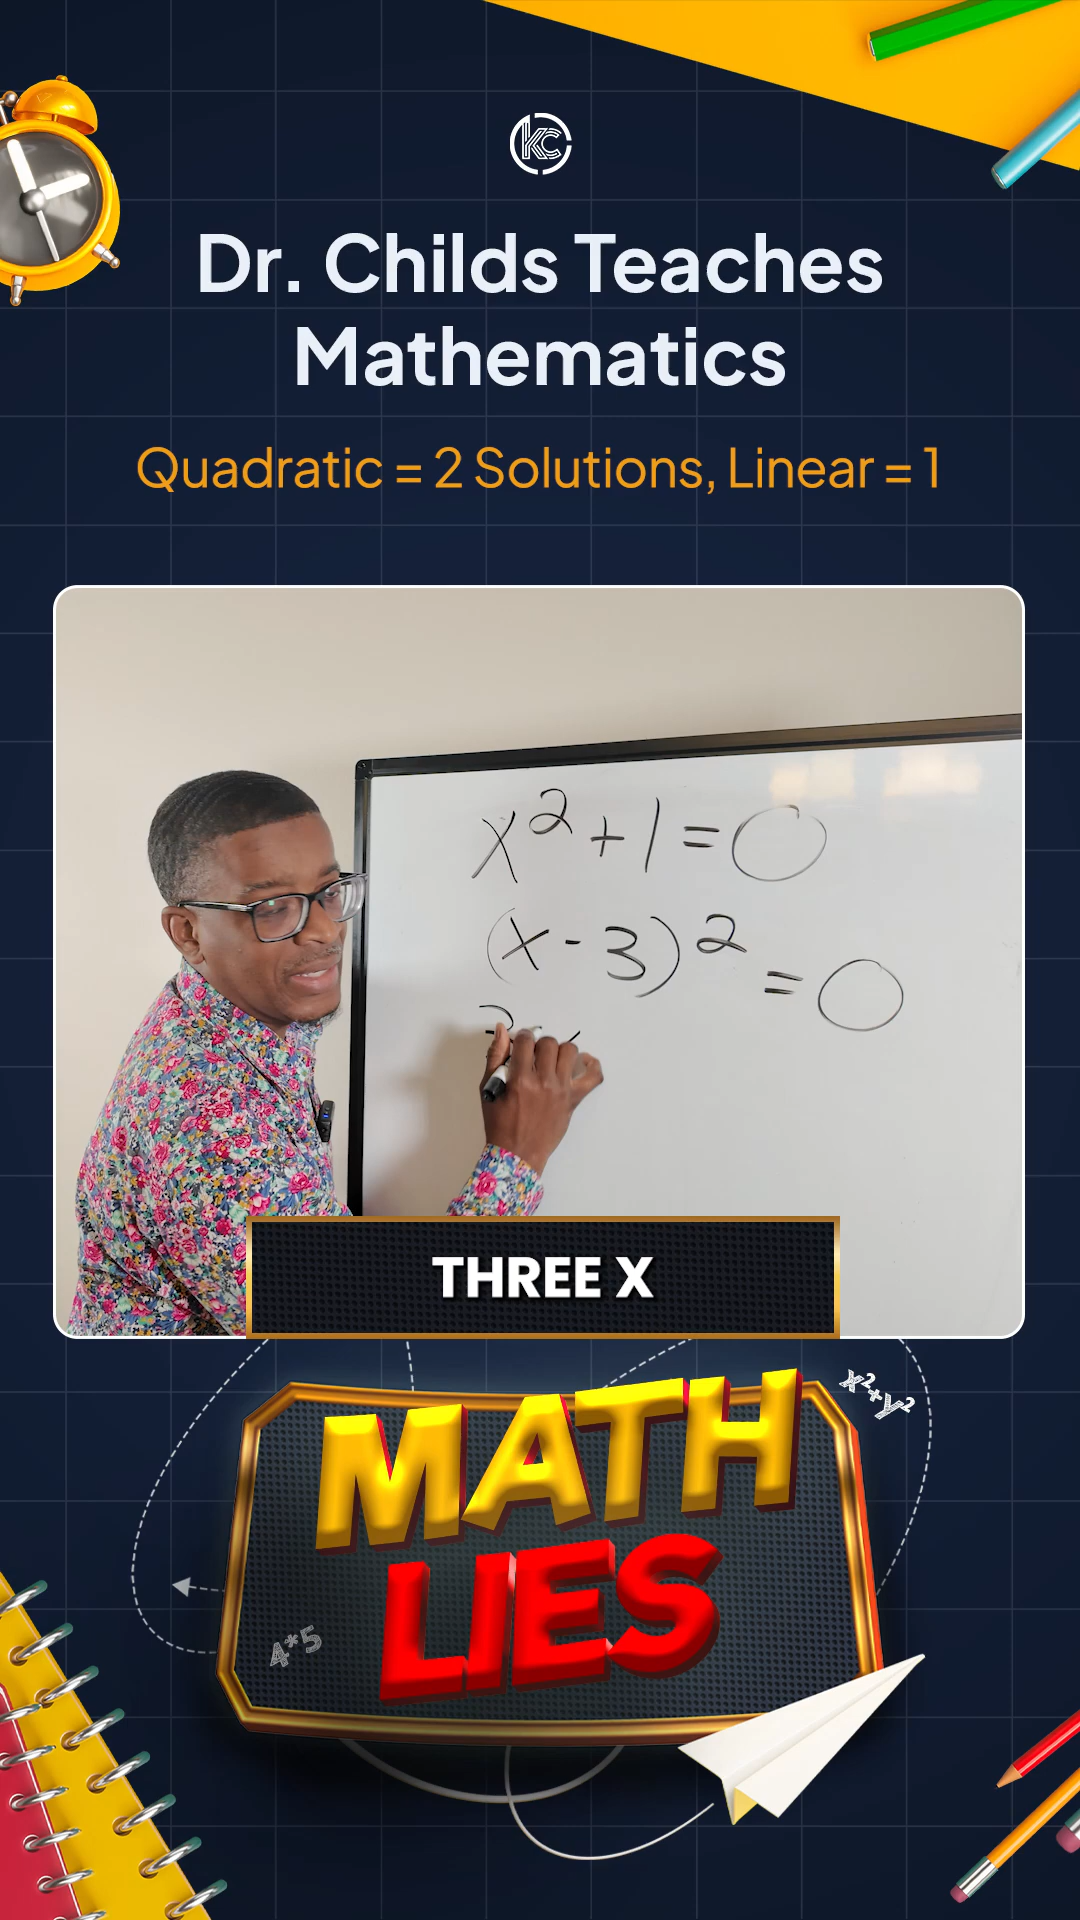 KC
Dr. Childs Teaches
Mathematics
Quadratic = 2 Solutions, Linear = 1
x² + 1 = 0
(x - 3)² = 0
THREE X
MATH
LIES
x²+y²
4*5